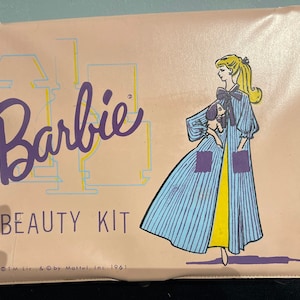 Barbie
BEAUTY KIT
© by Mattel, Inc. 1961